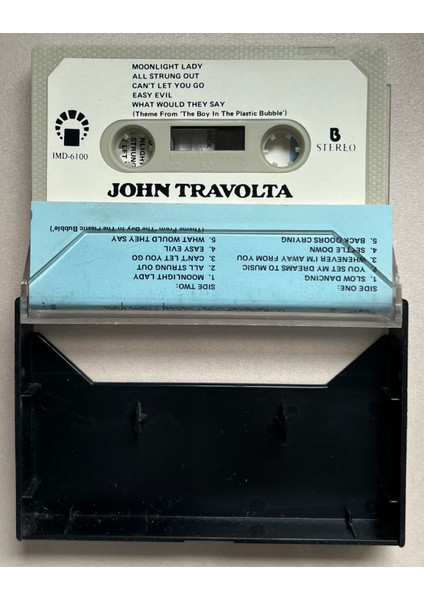 MOONLIGHT LADY
ALL STRUNG OUT
CAN'T LET YOU GO
EASY EVIL
WHAT WOULD THEY SAY
(Theme From 'The Boy In The Plastic Bubble')
IMD-6100
B
STEREO
JOHN TRAVOLTA
SIDE ONE:
1. SLOW DANCING
2. YOU SET MY DREAMS TO MUSIC
3. WHENEVER I'M AWAY FROM YOU
4. SETTLE DOWN
5. BACK DOORS CRYING
SIDE TWO:
1. MOONLIGHT LADY
2. ALL STRUNG OUT
3. CAN'T LET YOU GO
4. EASY EVIL
5. WHAT WOULD THEY SAY
(Theme From 'The Boy In The Plastic Bubble')